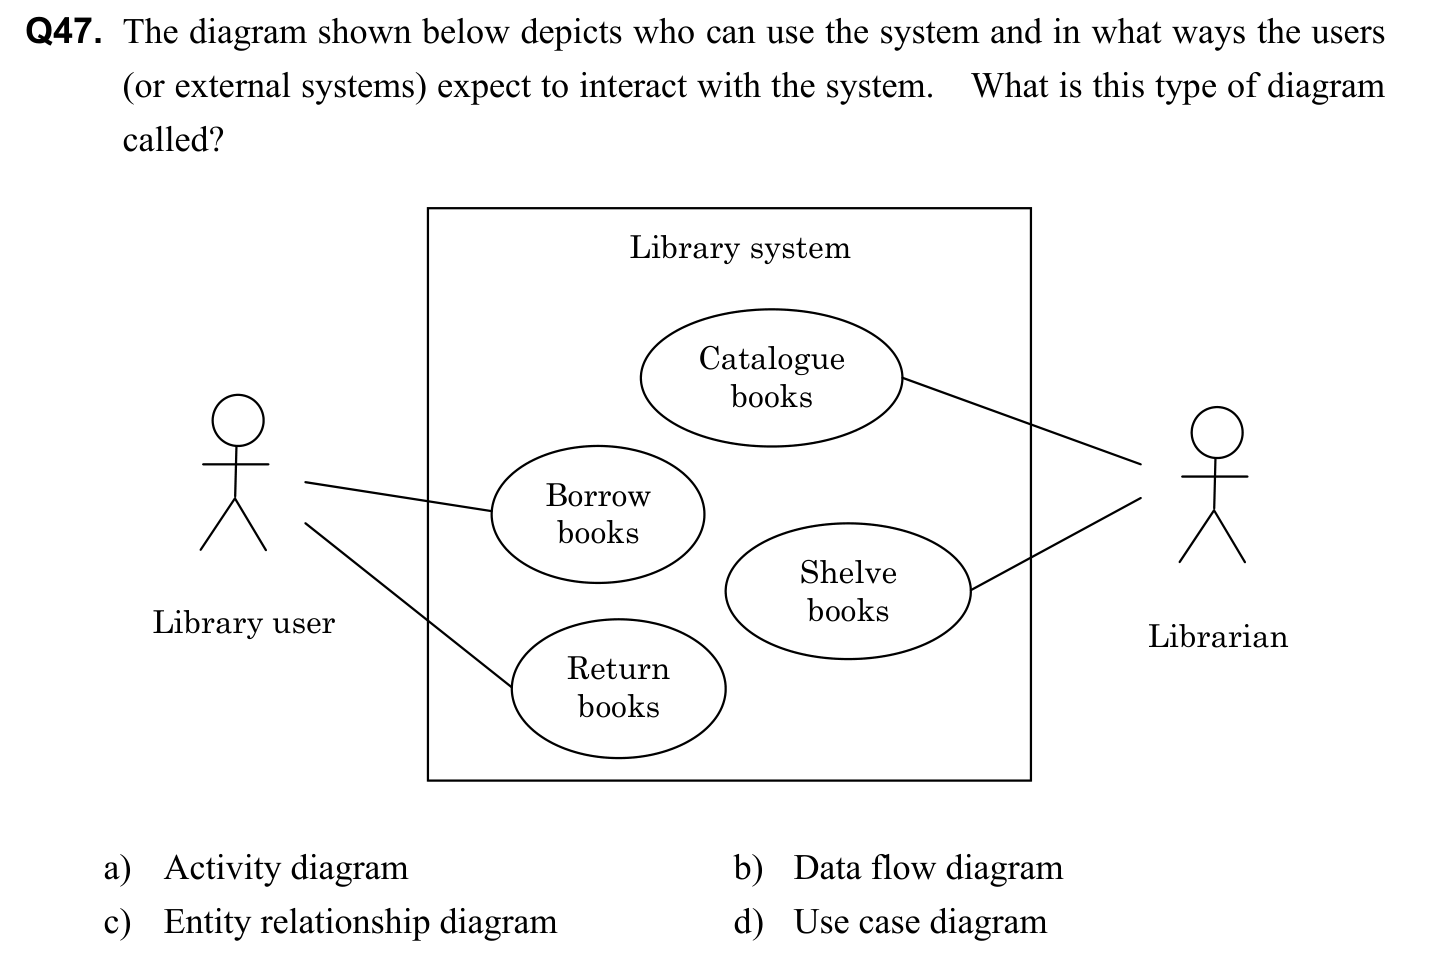 Q47. The diagram shown below depicts who can use the system and in what ways the users
(or external systems) expect to interact with the system. What is this type of diagram
called?
Library system
Catalogue
books
Borrow
books
Shelve
books
Library user
Librarian
Return
books
a) Activity diagram b) Data flow diagram
c) Entity relationship diagram d) Use case diagram